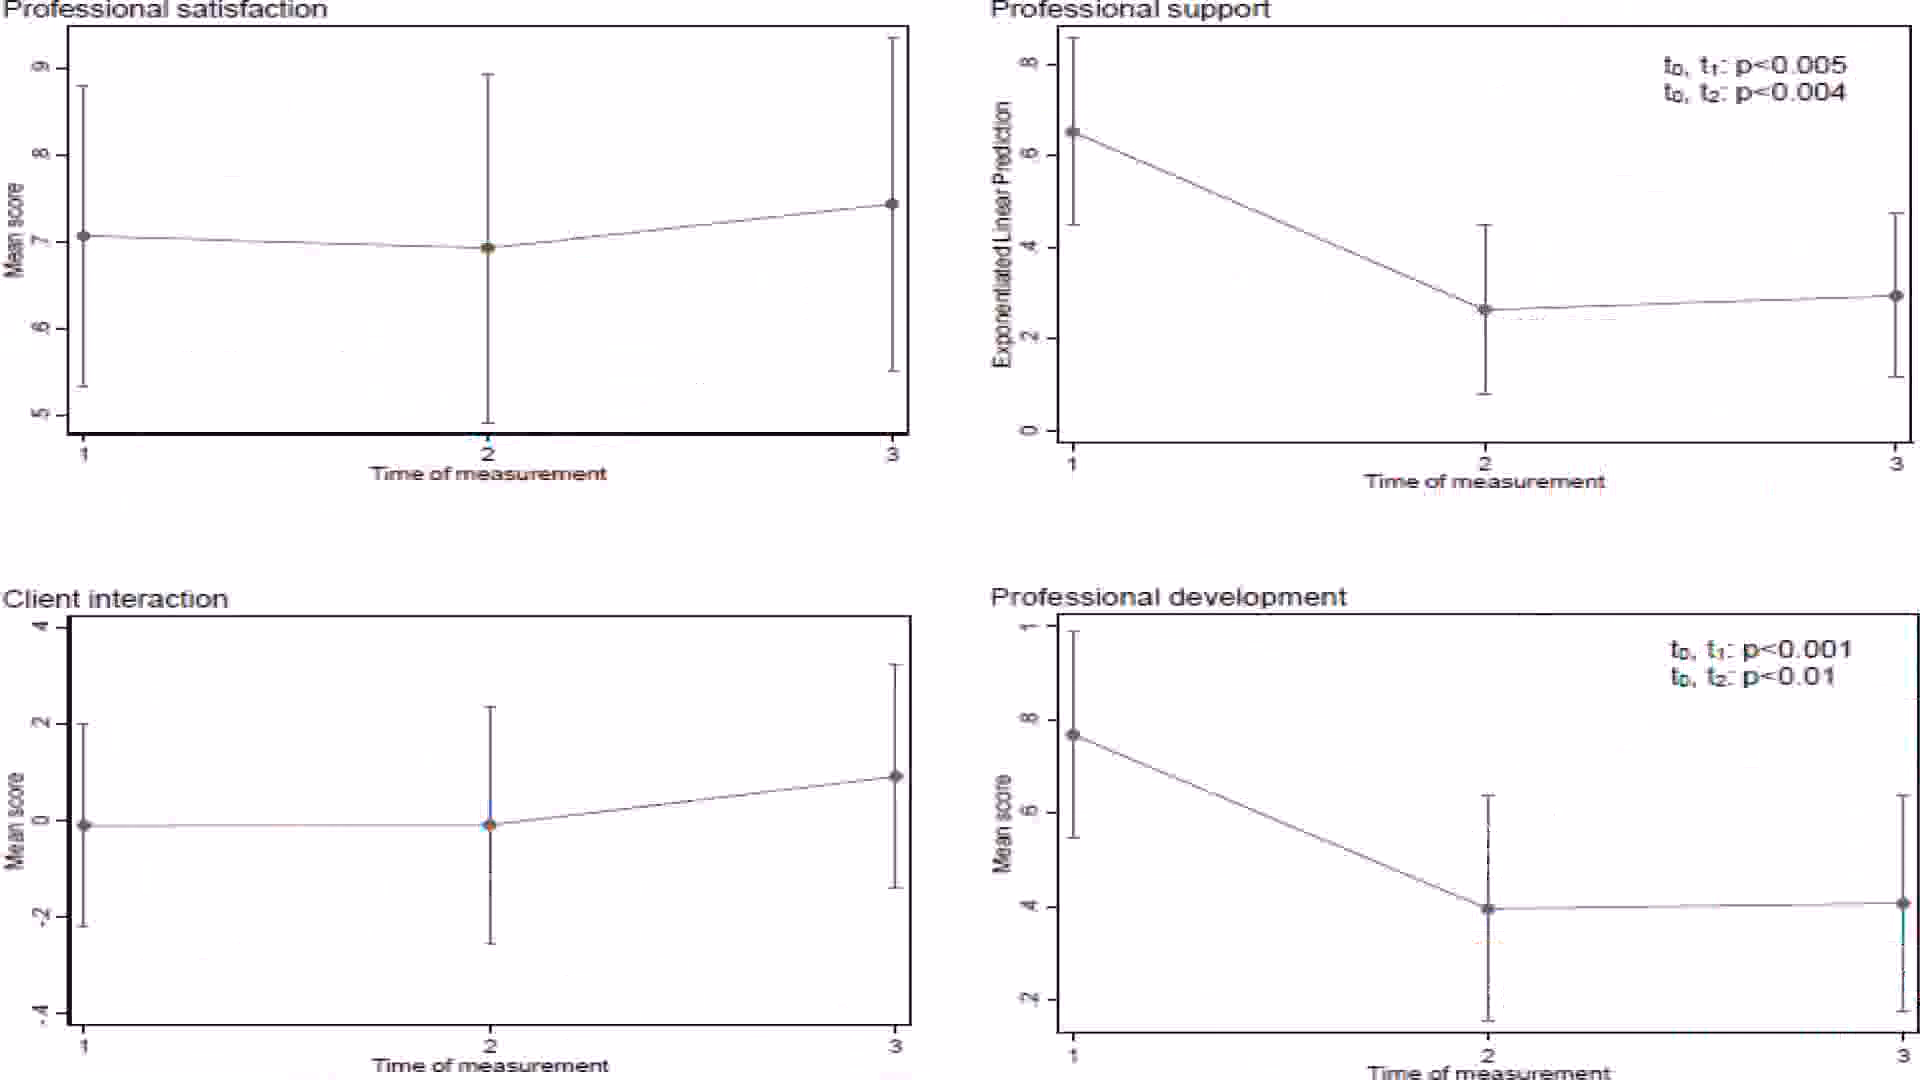 Professional satisfaction
Mean score
.9
.8
.7
.6
.5
1 2 3
Time of measurement
Professional support
t₀, t₁: p<0.005
t₀, t₂: p<0.004
Exponentiated Linear Prediction
.8
.6
.4
.2
0
1 2 3
Time of measurement
Client interaction
Mean score
.4
.2
0
-.2
-.4
1 2 3
Time of measurement
Professional development
t₀, t₁: p<0.001
t₀, t₂: p<0.01
Mean score
1
.8
.6
.4
.2
1 2 3
Time of measurement